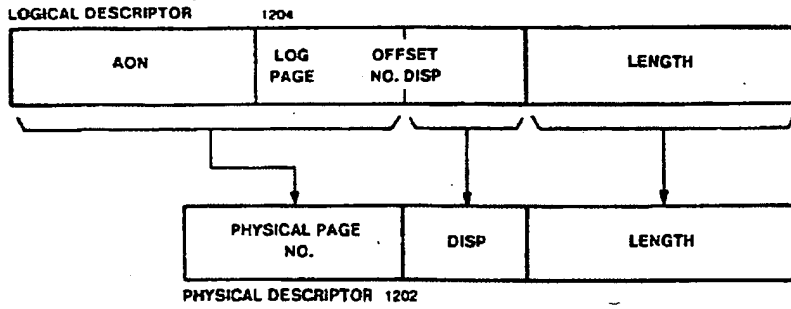 LOGICAL DESCRIPTOR 1204
AON
LOG OFFSET
PAGE NO. DISP
LENGTH
PHYSICAL PAGE
NO.
DISP
LENGTH
PHYSICAL DESCRIPTOR 1202